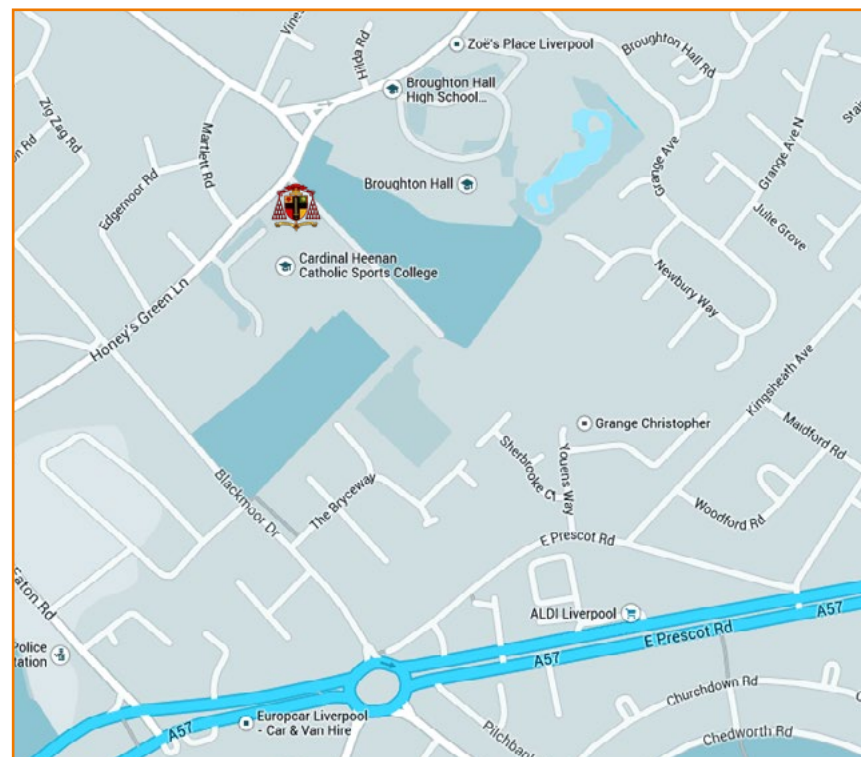 Zoë's Place Liverpool
Broughton Hall Rd
Hilda Rd
Broughton Hall
High School...
Zig Zag Rd
Martlett Rd
Grange Ave
Grange Ave N
Edgemoor Rd
Broughton Hall
Julie Grove
Cardinal Heenan
Catholic Sports College
Newbury Way
Honey's Green Ln
Kingsheath Ave
Grange Christopher
Maidford Rd
Sherbrooke Cl
Youens Way
Blackmoor Dr
The Bryceway
Woodford Rd
E Prescot Rd
Eaton Rd
ALDI Liverpool
A57
E Prescot Rd
A57
Police
Churchdown Rd
Europcar Liverpool
- Car & Van Hire
A57
Chedworth Rd